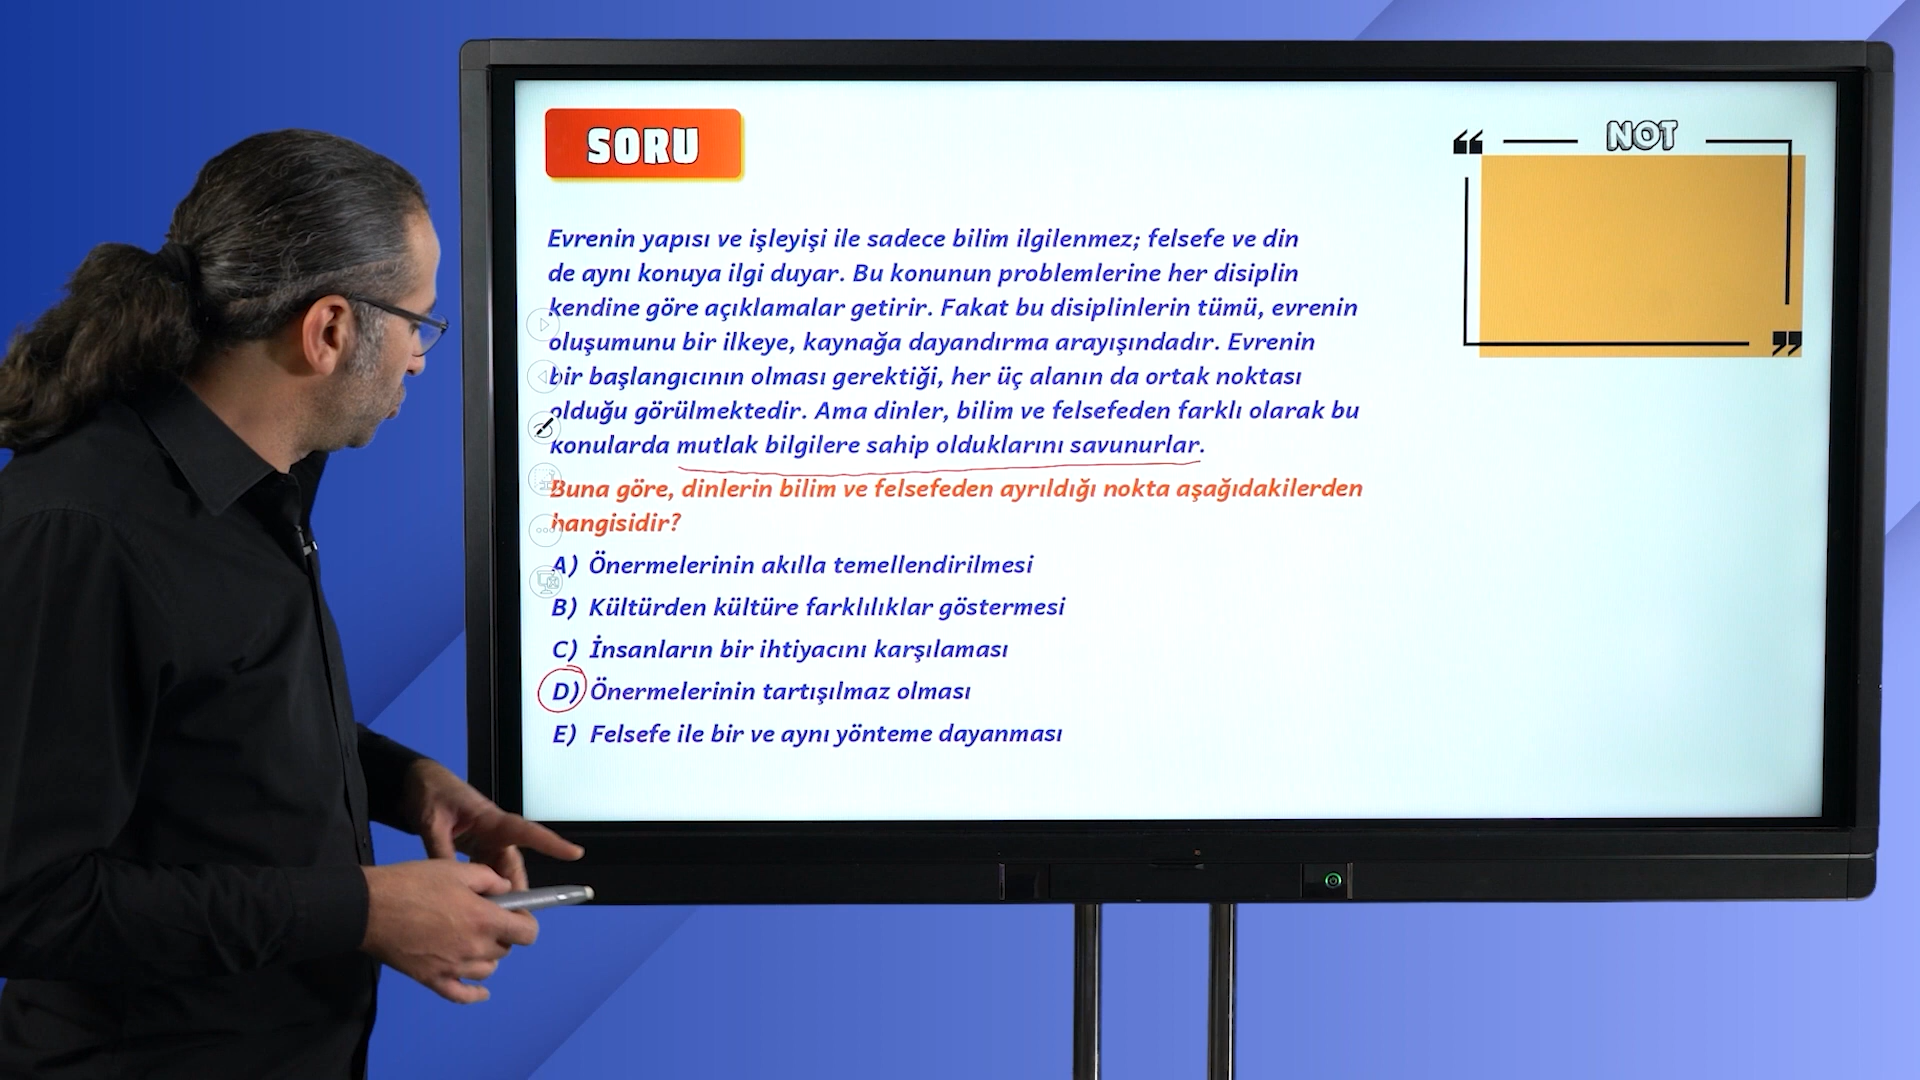 SORU
NOT
Evrenin yapısı ve işleyişi ile sadece bilim ilgilenmez; felsefe ve din
de aynı konuya ilgi duyar. Bu konunun problemlerine her disiplin
kendine göre açıklamalar getirir. Fakat bu disiplinlerin tümü, evrenin
oluşumunu bir ilkeye, kaynağa dayandırma arayışındadır. Evrenin
bir başlangıcının olması gerektiği, her üç alanın da ortak noktası
olduğu görülmektedir. Ama dinler, bilim ve felsefeden farklı olarak bu
konularda mutlak bilgilere sahip olduklarını savunurlar.
Buna göre, dinlerin bilim ve felsefeden ayrıldığı nokta aşağıdakilerden
hangisidir?
A) Önermelerinin akılla temellendirilmesi
B) Kültürden kültüre farklılıklar göstermesi
C) İnsanların bir ihtiyacını karşılaması
D) Önermelerinin tartışılmaz olması
E) Felsefe ile bir ve aynı yönteme dayanması